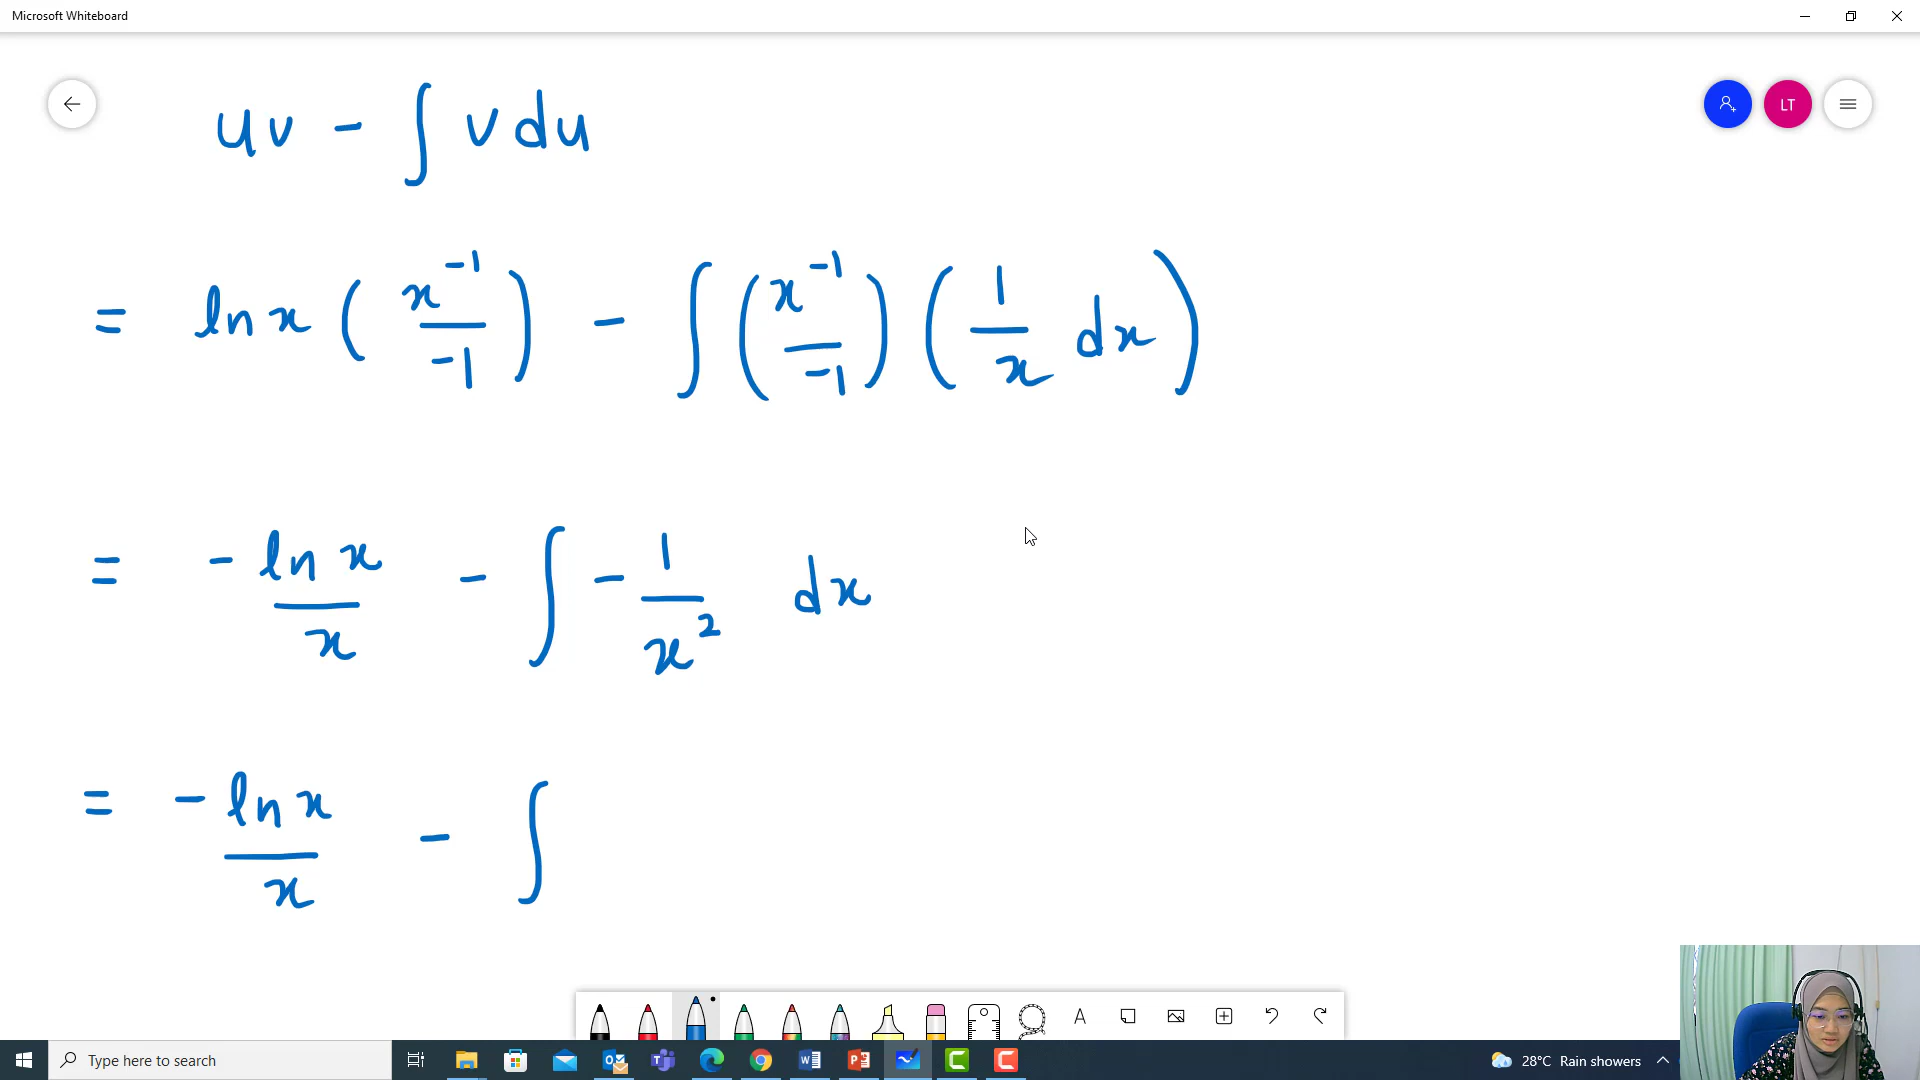 Microsoft Whiteboard
LT
uv - ∫ v du
= ln x ( x^-1 / -1 ) - ∫ ( x^-1 / -1 ) ( 1 / x dx )
= - ln x / x - ∫ - 1 / x^2 dx
= - ln x / x - ∫
A
Type here to search
28°C Rain showers